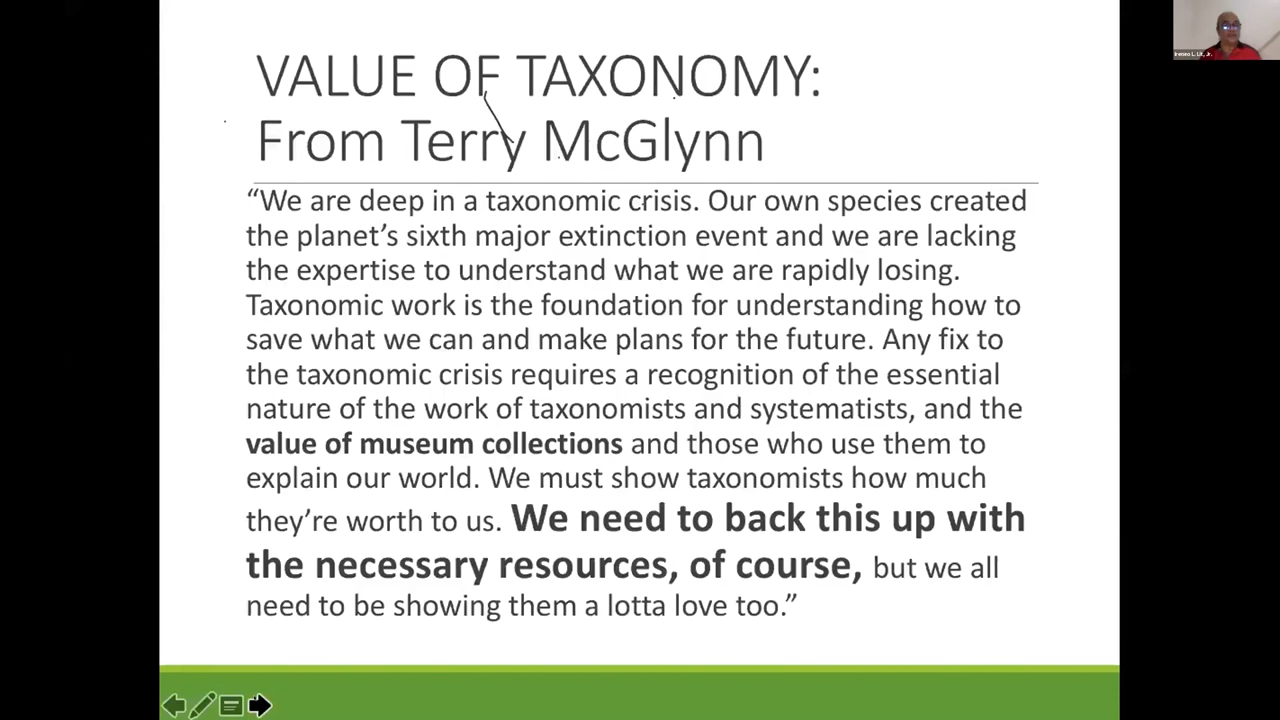 VALUE OF TAXONOMY:
From Terry McGlynn
“We are deep in a taxonomic crisis. Our own species created
the planet’s sixth major extinction event and we are lacking
the expertise to understand what we are rapidly losing.
Taxonomic work is the foundation for understanding how to
save what we can and make plans for the future. Any fix to
the taxonomic crisis requires a recognition of the essential
nature of the work of taxonomists and systematists, and the
value of museum collections and those who use them to
explain our world. We must show taxonomists how much
they’re worth to us. We need to back this up with
the necessary resources, of course, but we all
need to be showing them a lotta love too.”
Ireneo L. Lit, Jr.